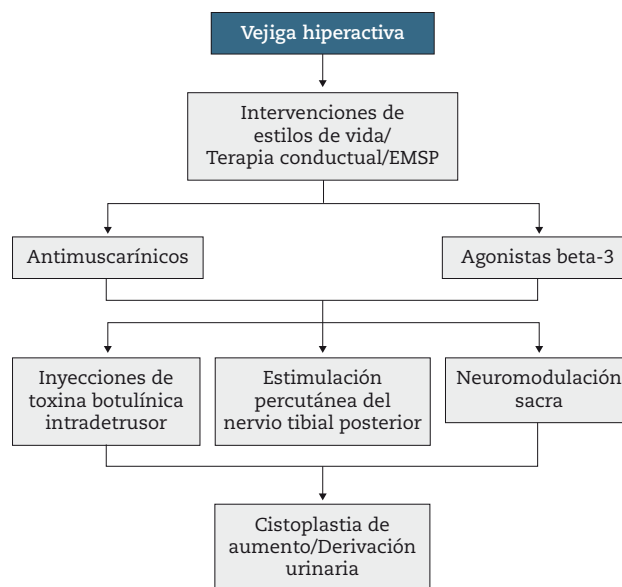 Vejiga hiperactiva
Intervenciones de
estilos de vida/
Terapia conductual/EMSP
Antimuscarínicos
Agonistas beta-3
Inyecciones de
toxina botulínica
intradetrusor
Estimulación
percutánea del
nervio tibial posterior
Neuromodulación
sacra
Cistoplastia de
aumento/Derivación
urinaria